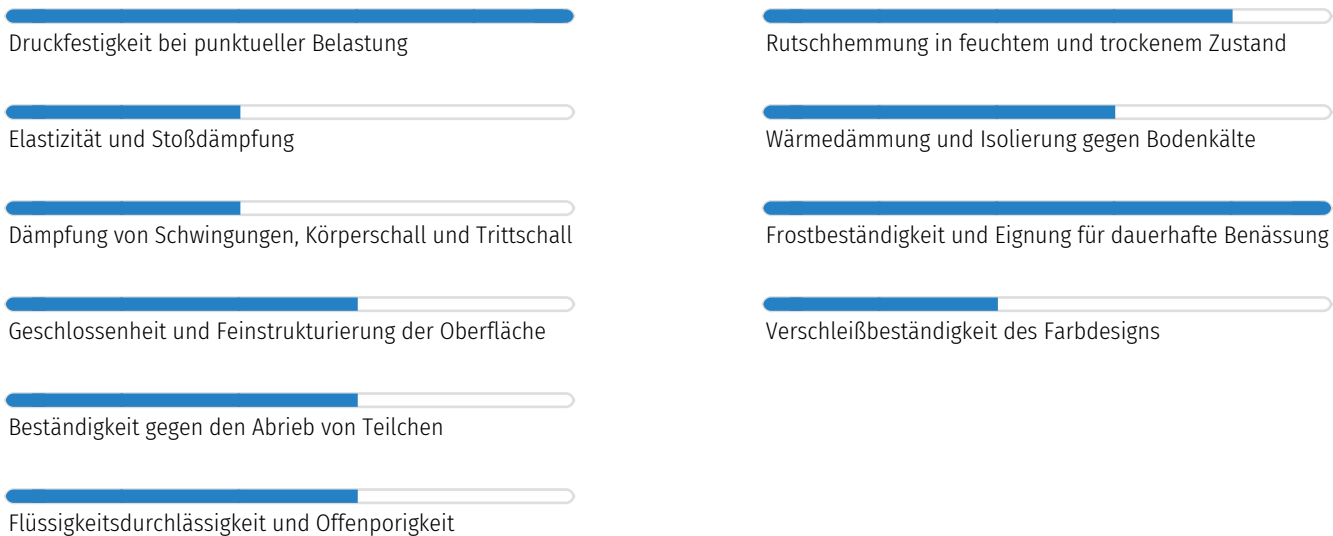 Druckfestigkeit bei punktueller Belastung
Elastizität und Stoßdämpfung
Dämpfung von Schwingungen, Körperschall und Trittschall
Geschlossenheit und Feinstrukturierung der Oberfläche
Beständigkeit gegen den Abrieb von Teilchen
Flüssigkeitsdurchlässigkeit und Offenporigkeit
Rutschhemmung in feuchtem und trockenem Zustand
Wärmedämmung und Isolierung gegen Bodenkälte
Frostbeständigkeit und Eignung für dauerhafte Benässung
Verschleißbeständigkeit des Farbdesigns